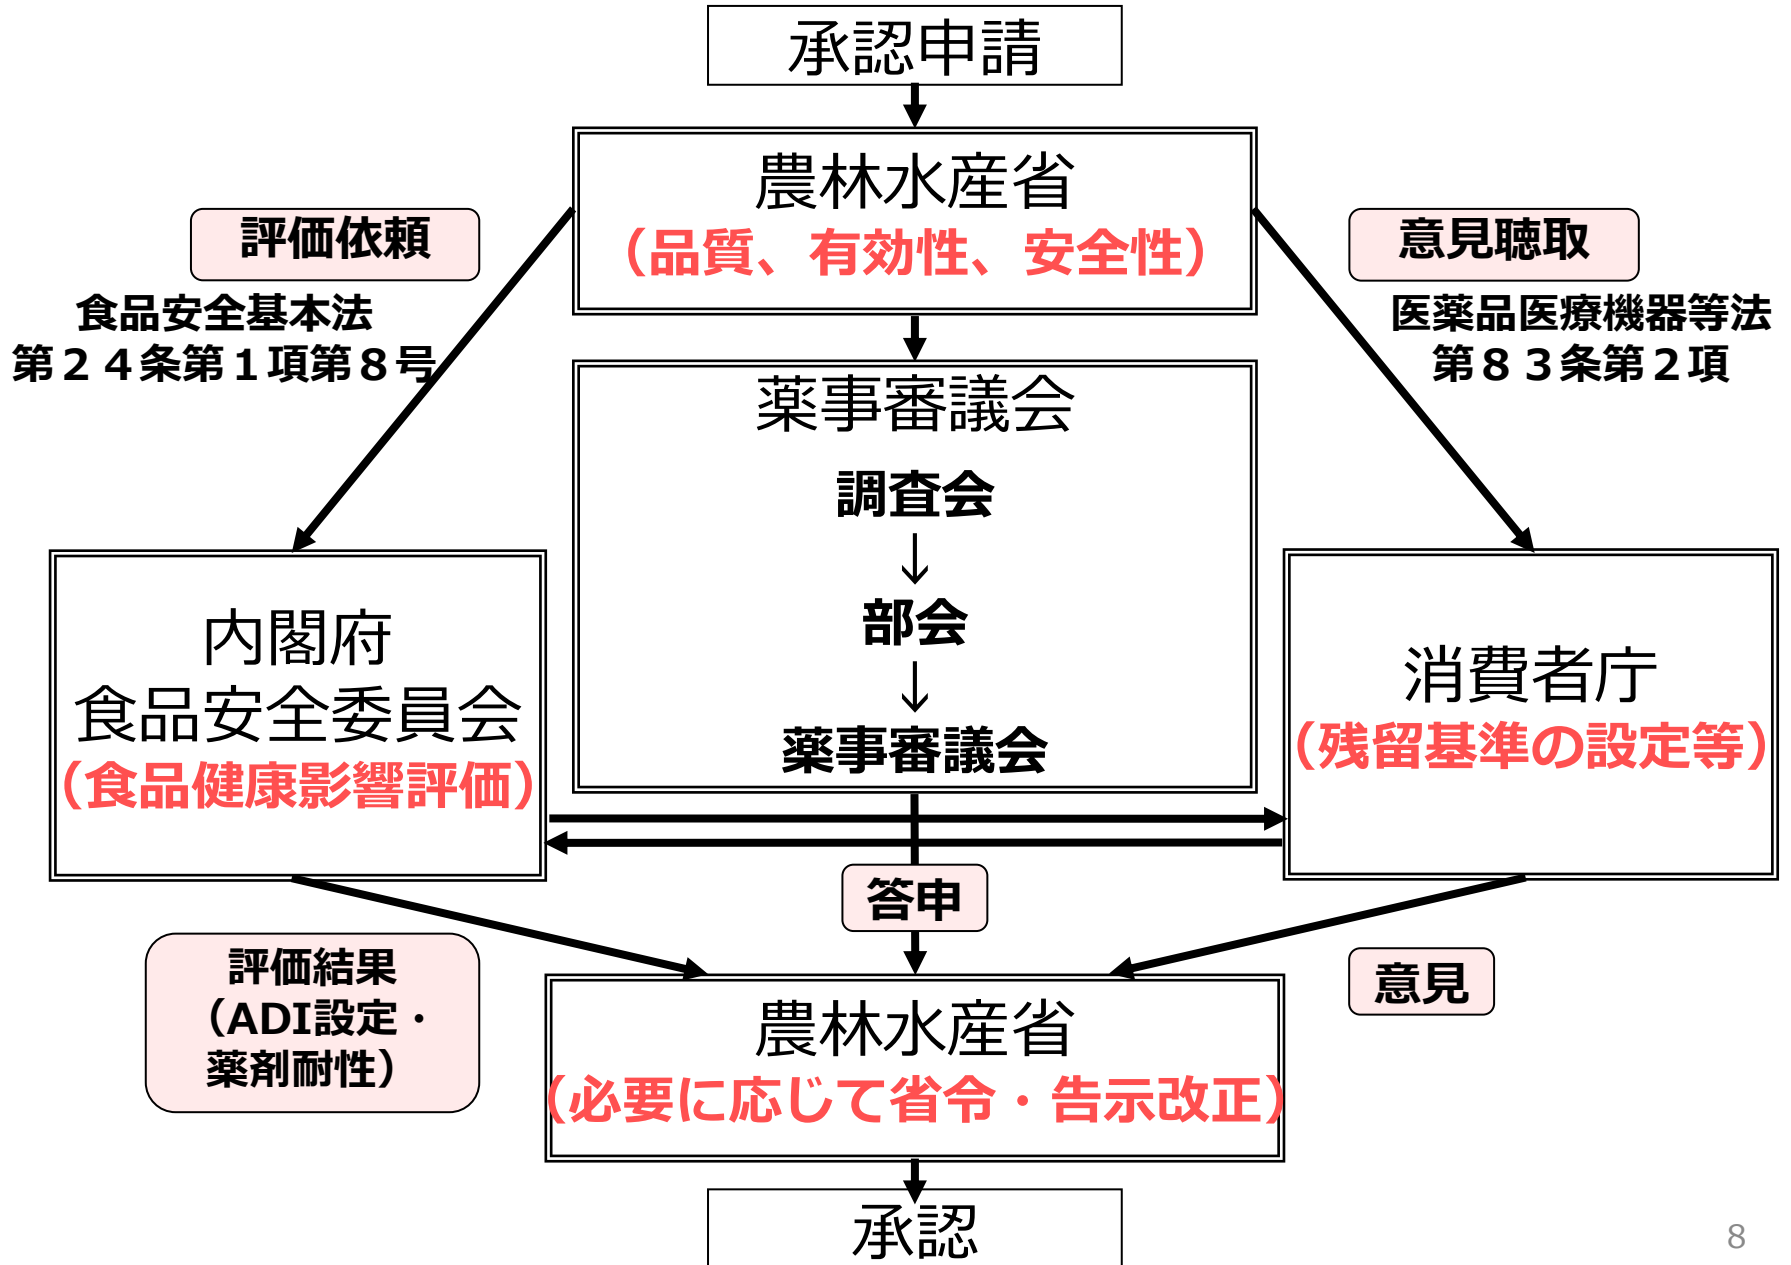 承認申請
農林水産省
（品質、有効性、安全性）
評価依頼
食品安全基本法
第２４条第１項第８号
意見聴取
医薬品医療機器等法
第８３条第２項
薬事審議会
調査会
↓
部会
↓
薬事審議会
内閣府
食品安全委員会
（食品健康影響評価）
消費者庁
（残留基準の設定等）
答申
評価結果
（ADI設定・
薬剤耐性）
意見
農林水産省
（必要に応じて省令・告示改正）
承認
8